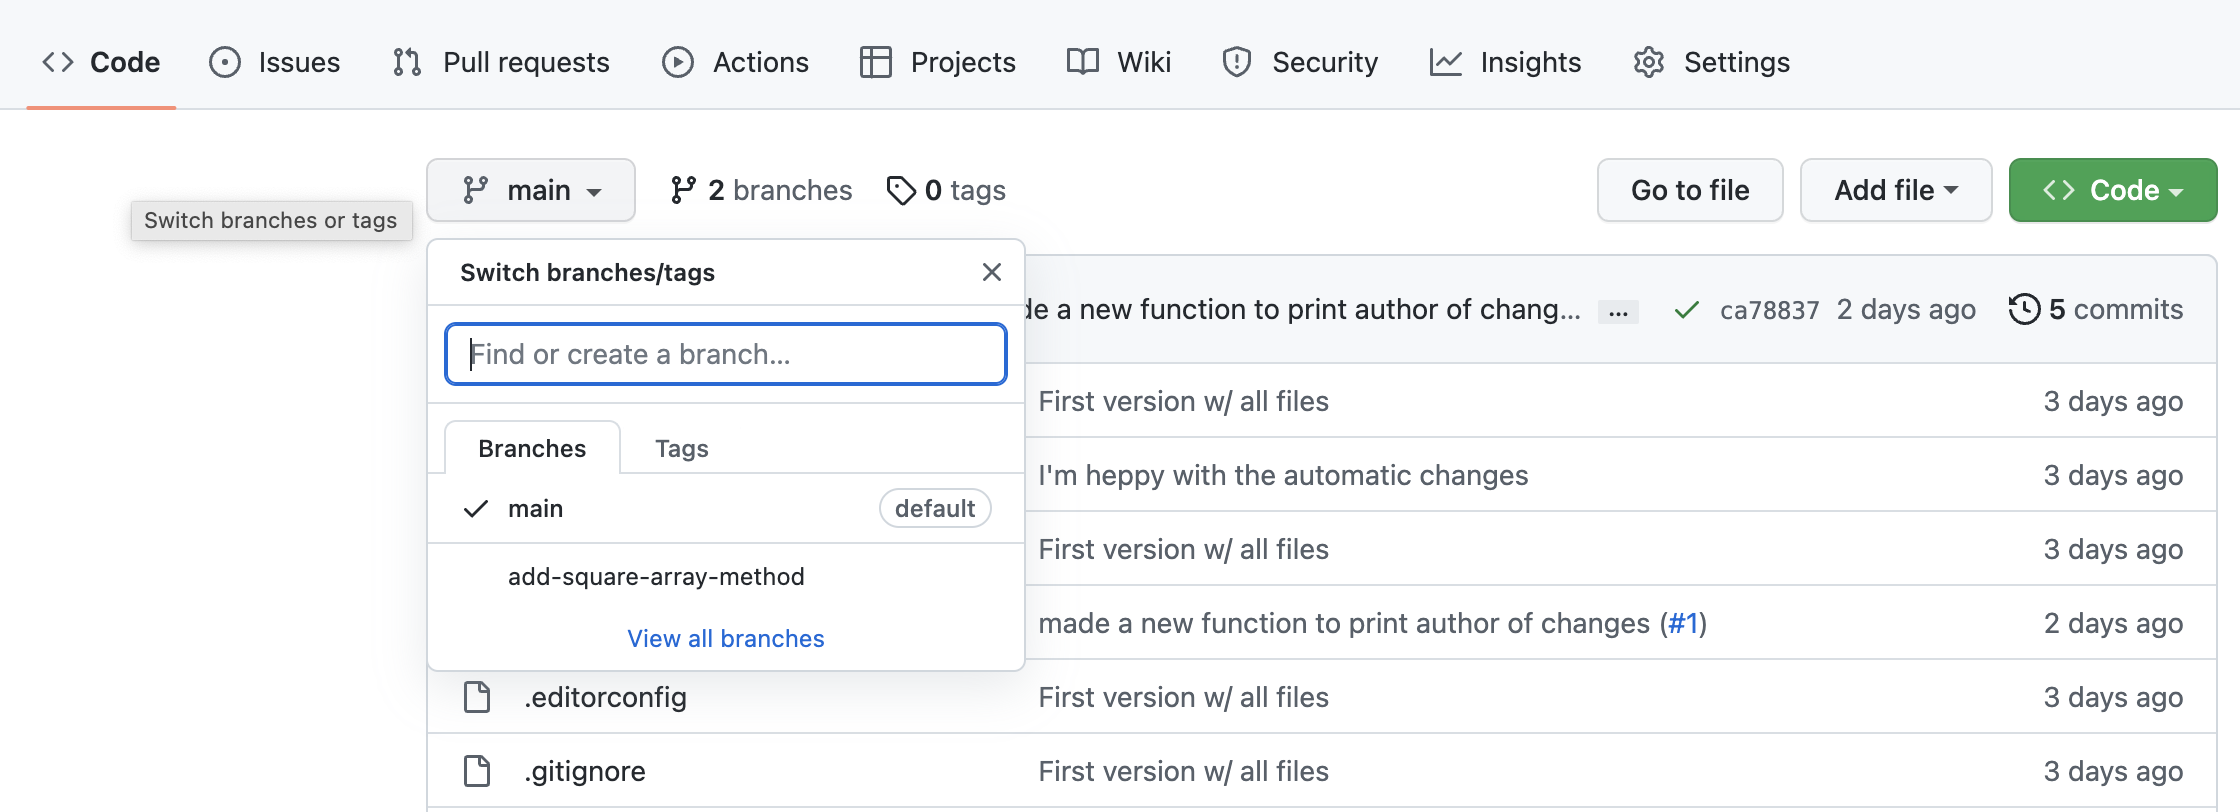 Code Issues Pull requests Actions Projects Wiki Security Insights Settings
main 2 branches 0 tags Go to file Add file Code
Switch branches or tags
Switch branches/tags
de a new function to print author of chang... ... ca78837 2 days ago 5 commits
Find or create a branch...
First version w/ all files 3 days ago
Branches Tags
I'm heppy with the automatic changes 3 days ago
main default
First version w/ all files 3 days ago
add-square-array-method
made a new function to print author of changes (#1) 2 days ago
View all branches
.editorconfig First version w/ all files 3 days ago
.gitignore First version w/ all files 3 days ago